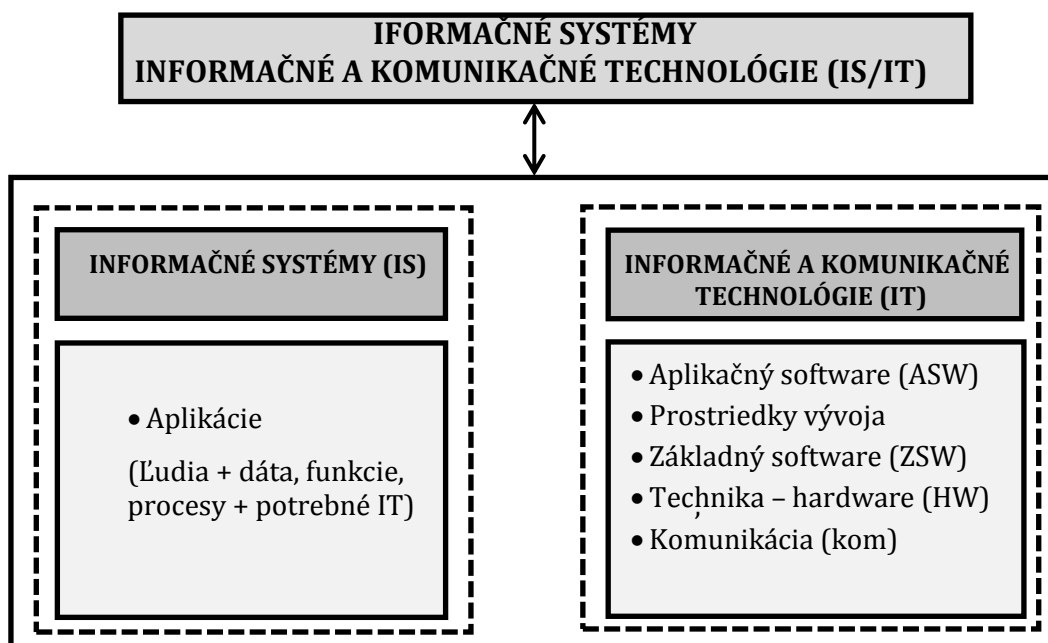 IFORMAČNÉ SYSTÉMY
INFORMAČNÉ A KOMUNIKAČNÉ TECHNOLÓGIE (IS/IT)
INFORMAČNÉ SYSTÉMY (IS)
• Aplikácie
(Ľudia + dáta, funkcie,
procesy + potrebné IT)
INFORMAČNÉ A KOMUNIKAČNÉ
TECHNOLÓGIE (IT)
• Aplikačný software (ASW)
• Prostriedky vývoja
• Základný software (ZSW)
• Technika – hardware (HW)
,
• Komunikácia (kom)